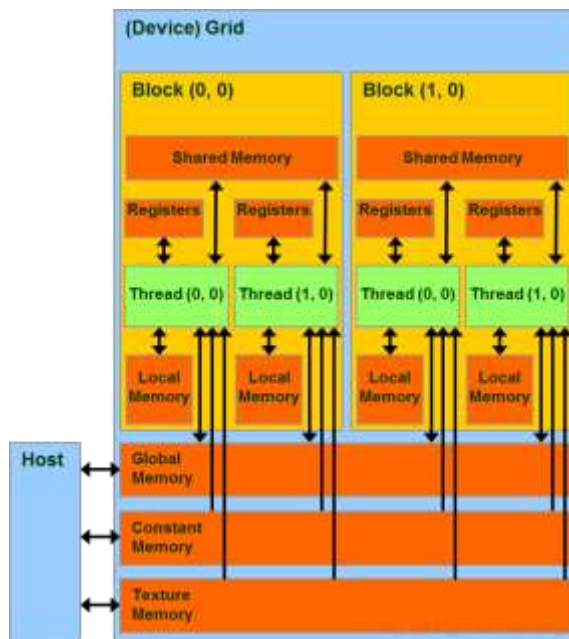 (Device) Grid
Block (0, 0)
Block (1, 0)
Shared Memory
Shared Memory
Registers
Registers
Registers
Registers
Thread (0, 0)
Thread (1, 0)
Thread (0, 0)
Thread (1, 0)
Local
Memory
Local
Memory
Local
Memory
Local
Memory
Host
Global
Memory
Constant
Memory
Texture
Memory